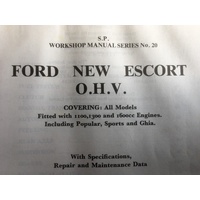 S.P.
WORKSHOP MANUAL SERIES No. 20
FORD NEW ESCORT
O.H.V.
COVERING: All Models
Fitted with 1100,1300 and 1600cc Engines.
Including Popular, Sports and Ghia.
With Specifications,
Repair and Maintenance Data